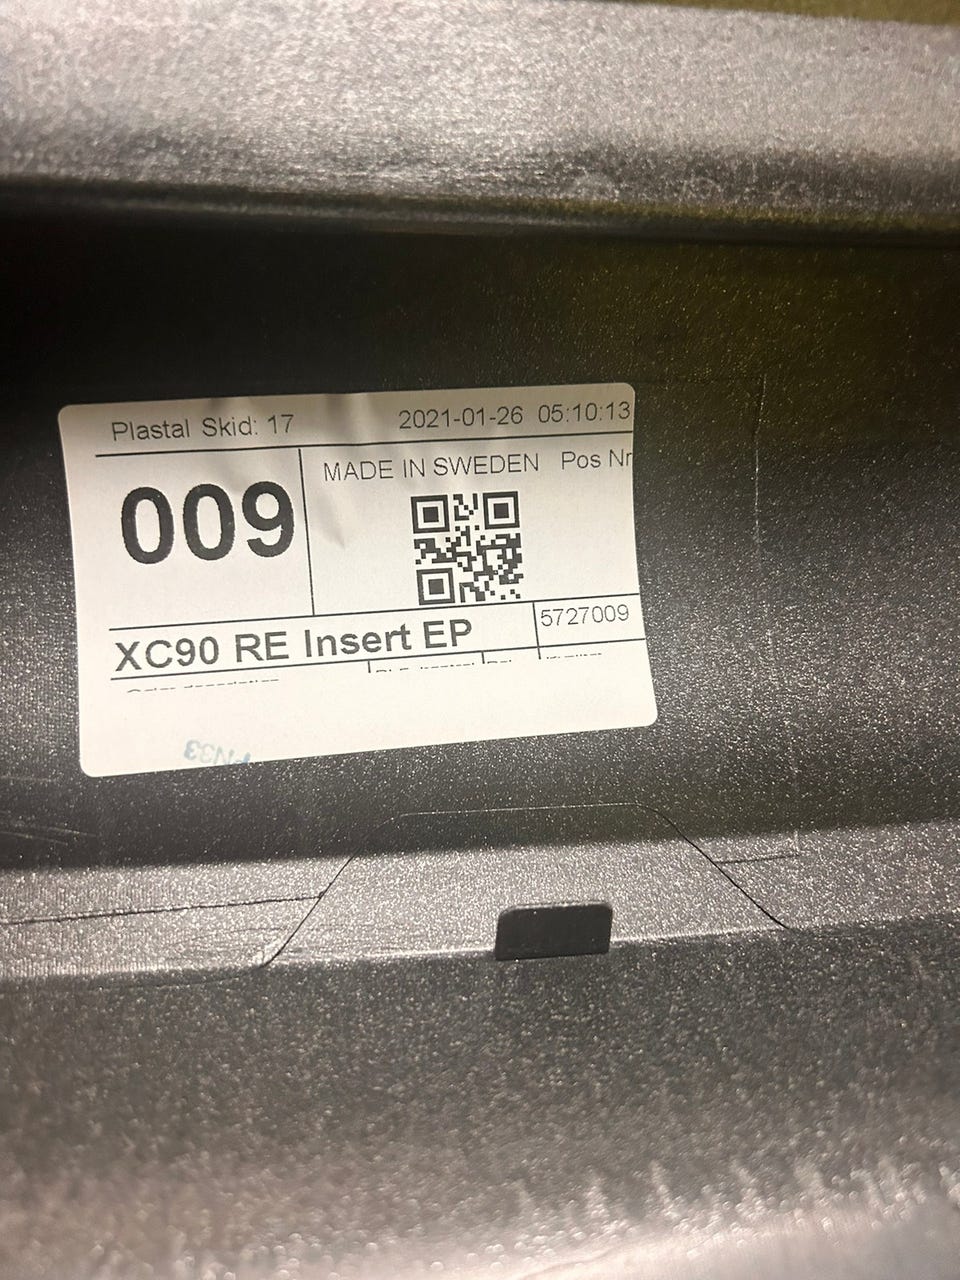 Plastal Skid: 17 2021-01-26 05:10:13
009
MADE IN SWEDEN Pos Nr
XC90 RE Insert EP
5727009
PN33